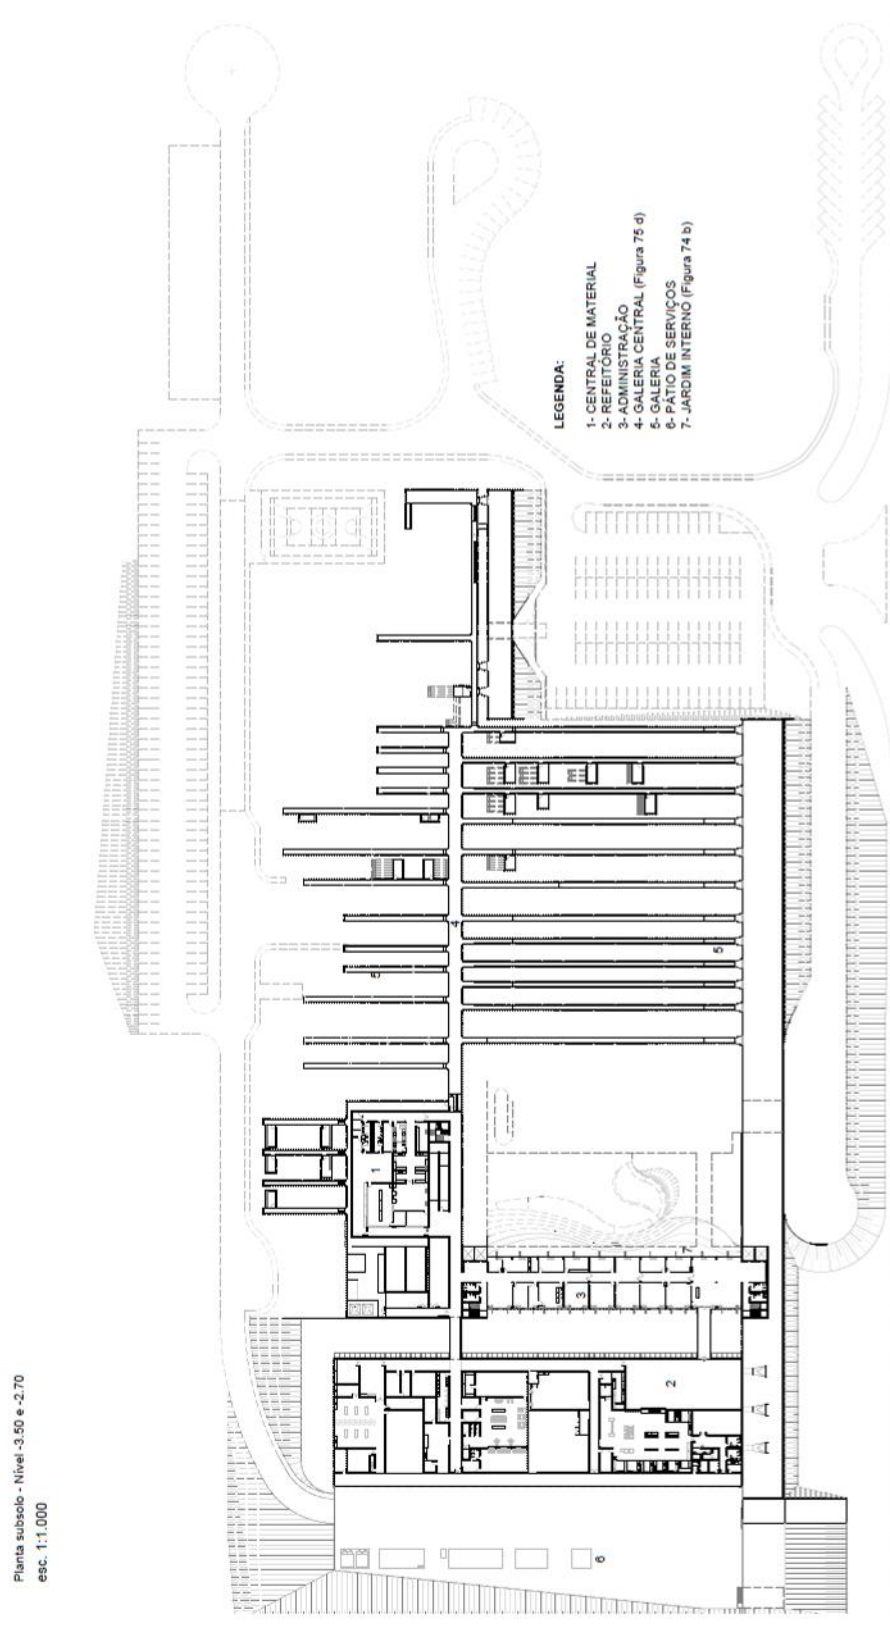 Planta subsolo - Nível -3.50 e -2.70
esc. 1:1.000
LEGENDA:
1- CENTRAL DE MATERIAL
2- REFEITÓRIO
3- ADMINISTRAÇÃO
4- GALERIA CENTRAL (Figura 75 d)
5- GALERIA
6- PÁTIO DE SERVIÇOS
7- JARDIM INTERNO (Figura 74 b)
4
5
5
1
7
3
2
6